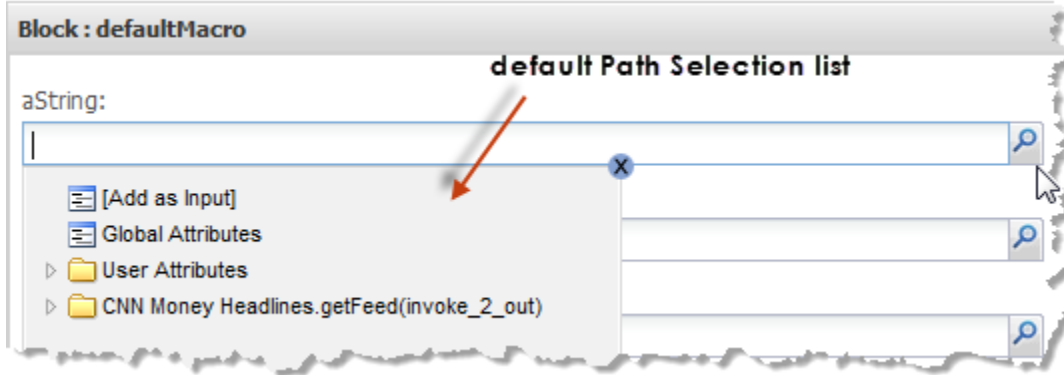 Block : defaultMacro
default Path Selection list
aString:
X
[Add as Input]
Global Attributes
User Attributes
CNN Money Headlines.getFeed(invoke_2_out)